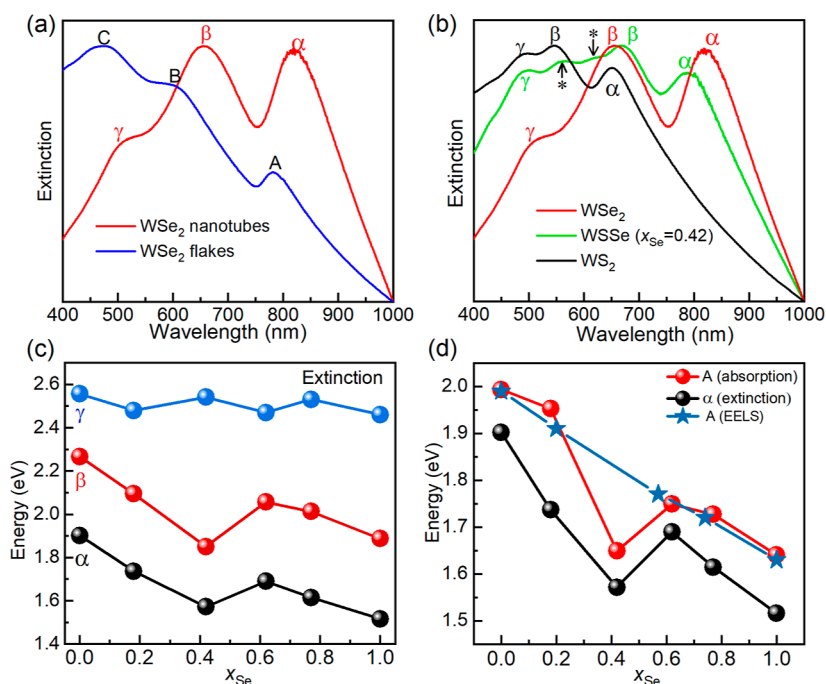 (a)
β
α
C
B
A
γ
WSe2 nanotubes
WSe2 flakes
Extinction
400 500 600 700 800 900 1000
Wavelength (nm)
(b)
γ
β
*
β
β
α
α
α
γ
*
γ
WSe2
WSSe (xSe=0.42)
WS2
Extinction
400 500 600 700 800 900 1000
Wavelength (nm)
(c)
Extinction
γ
β
α
2.6
2.4
2.2
2.0
1.8
1.6
1.4
Energy (eV)
0.0 0.2 0.4 0.6 0.8 1.0
xSe
(d)
A (absorption)
α (extinction)
A (EELS)
2.0
1.9
1.8
1.7
1.6
1.5
Energy (eV)
0.0 0.2 0.4 0.6 0.8 1.0
xSe